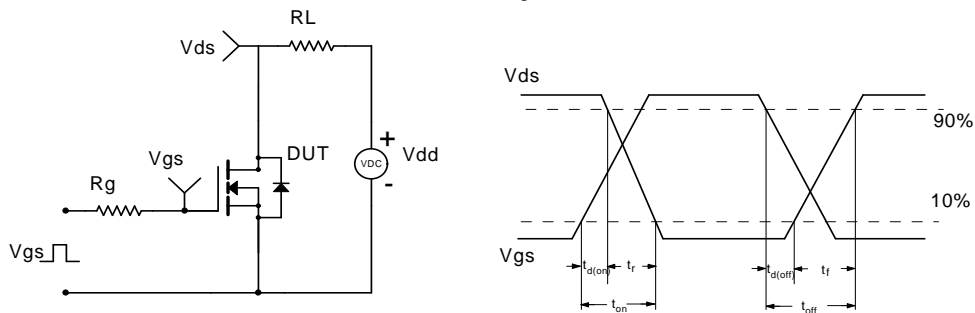 RL
Vds
Vgs
DUT
VDC
+
-
Vdd
Rg
Vgs
Vds
90%
10%
Vgs
td(on)
tr
td(off)
tf
ton
toff